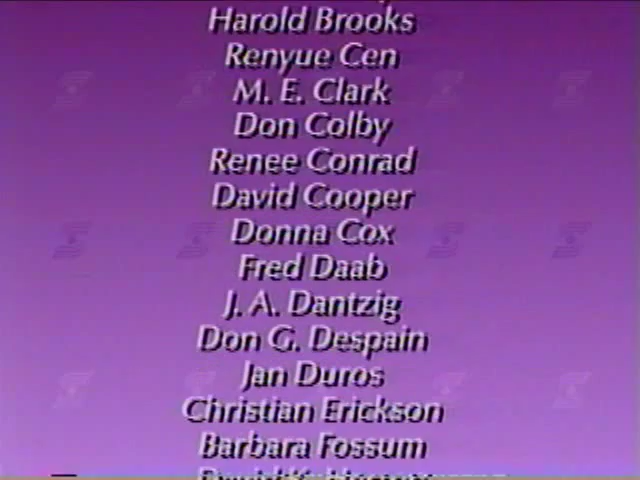 Harold Brooks
Renyue Cen
M. E. Clark
Don Colby
Renee Conrad
David Cooper
Donna Cox
Fred Daab
J. A. Dantzig
Don G. Despain
Jan Duros
Christian Erickson
Barbara Fossum